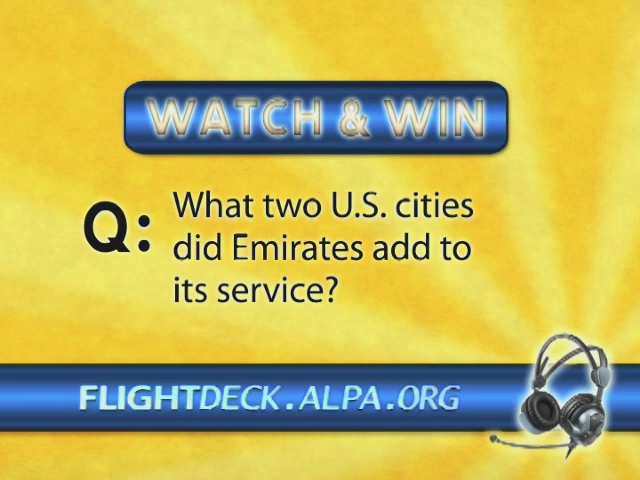 WATCH & WIN
Q: What two U.S. cities
did Emirates add to
its service?
FLIGHTDECK.ALPA.ORG